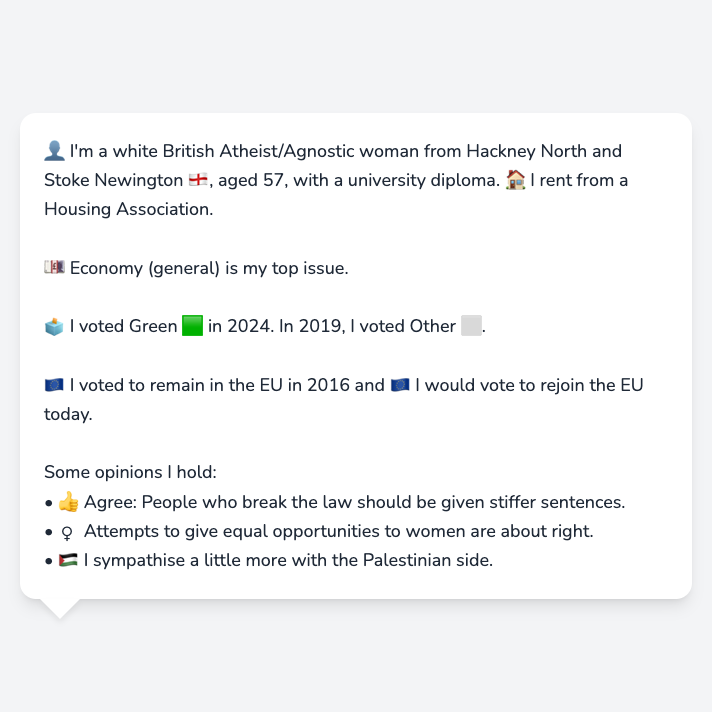 👤 I'm a white British Atheist/Agnostic woman from Hackney North and
Stoke Newington 🏴󠁧󠁢󠁥󠁮󠁧󠁿, aged 57, with a university diploma. 🏠 I rent from a
Housing Association.
💷 Economy (general) is my top issue.
🗳️ I voted Green 🟩 in 2024. In 2019, I voted Other ⬜.
🇪🇺 I voted to remain in the EU in 2016 and 🇪🇺 I would vote to rejoin the EU
today.
Some opinions I hold:
• 👍 Agree: People who break the law should be given stiffer sentences.
• ♀ Attempts to give equal opportunities to women are about right.
• 🇵🇸 I sympathise a little more with the Palestinian side.